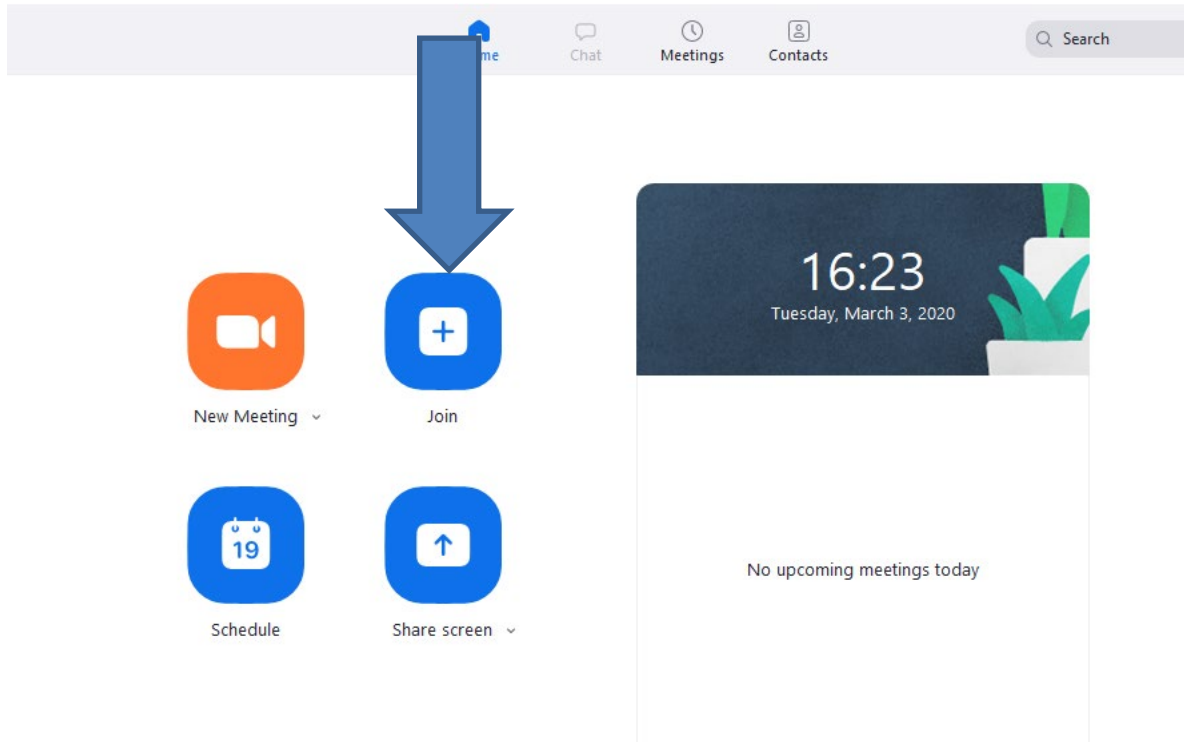 Chat
Meetings
Contacts
Search
16:23
Tuesday, March 3, 2020
New Meeting
Join
19
Schedule
Share screen
No upcoming meetings today